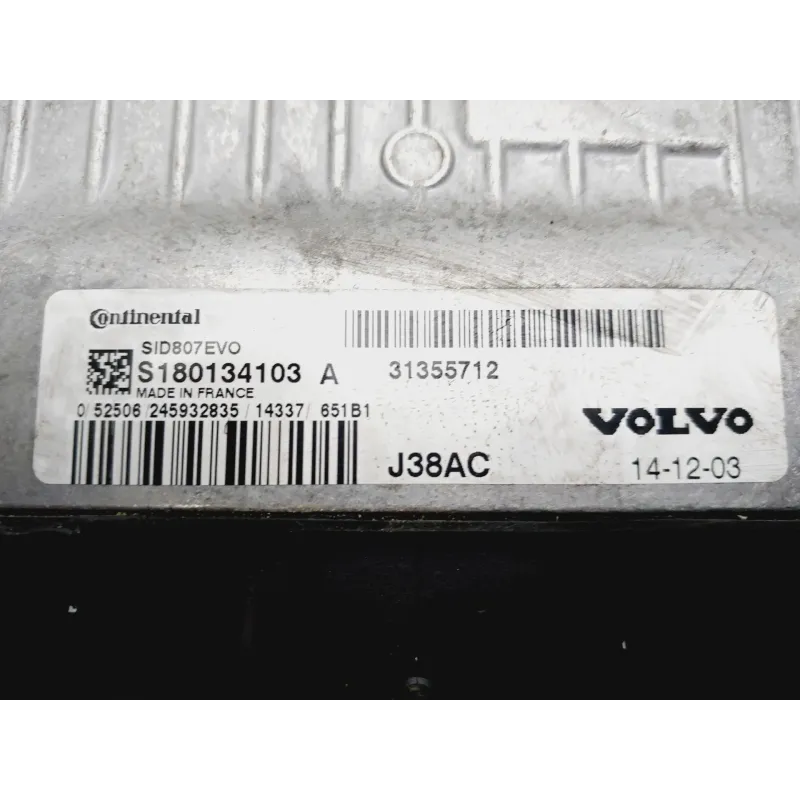 Continental
SID807EVO
S180134103 A
MADE IN FRANCE
0/52506/245932835/14337/651B1
31355712
VOLVO
J38AC
14-12-03